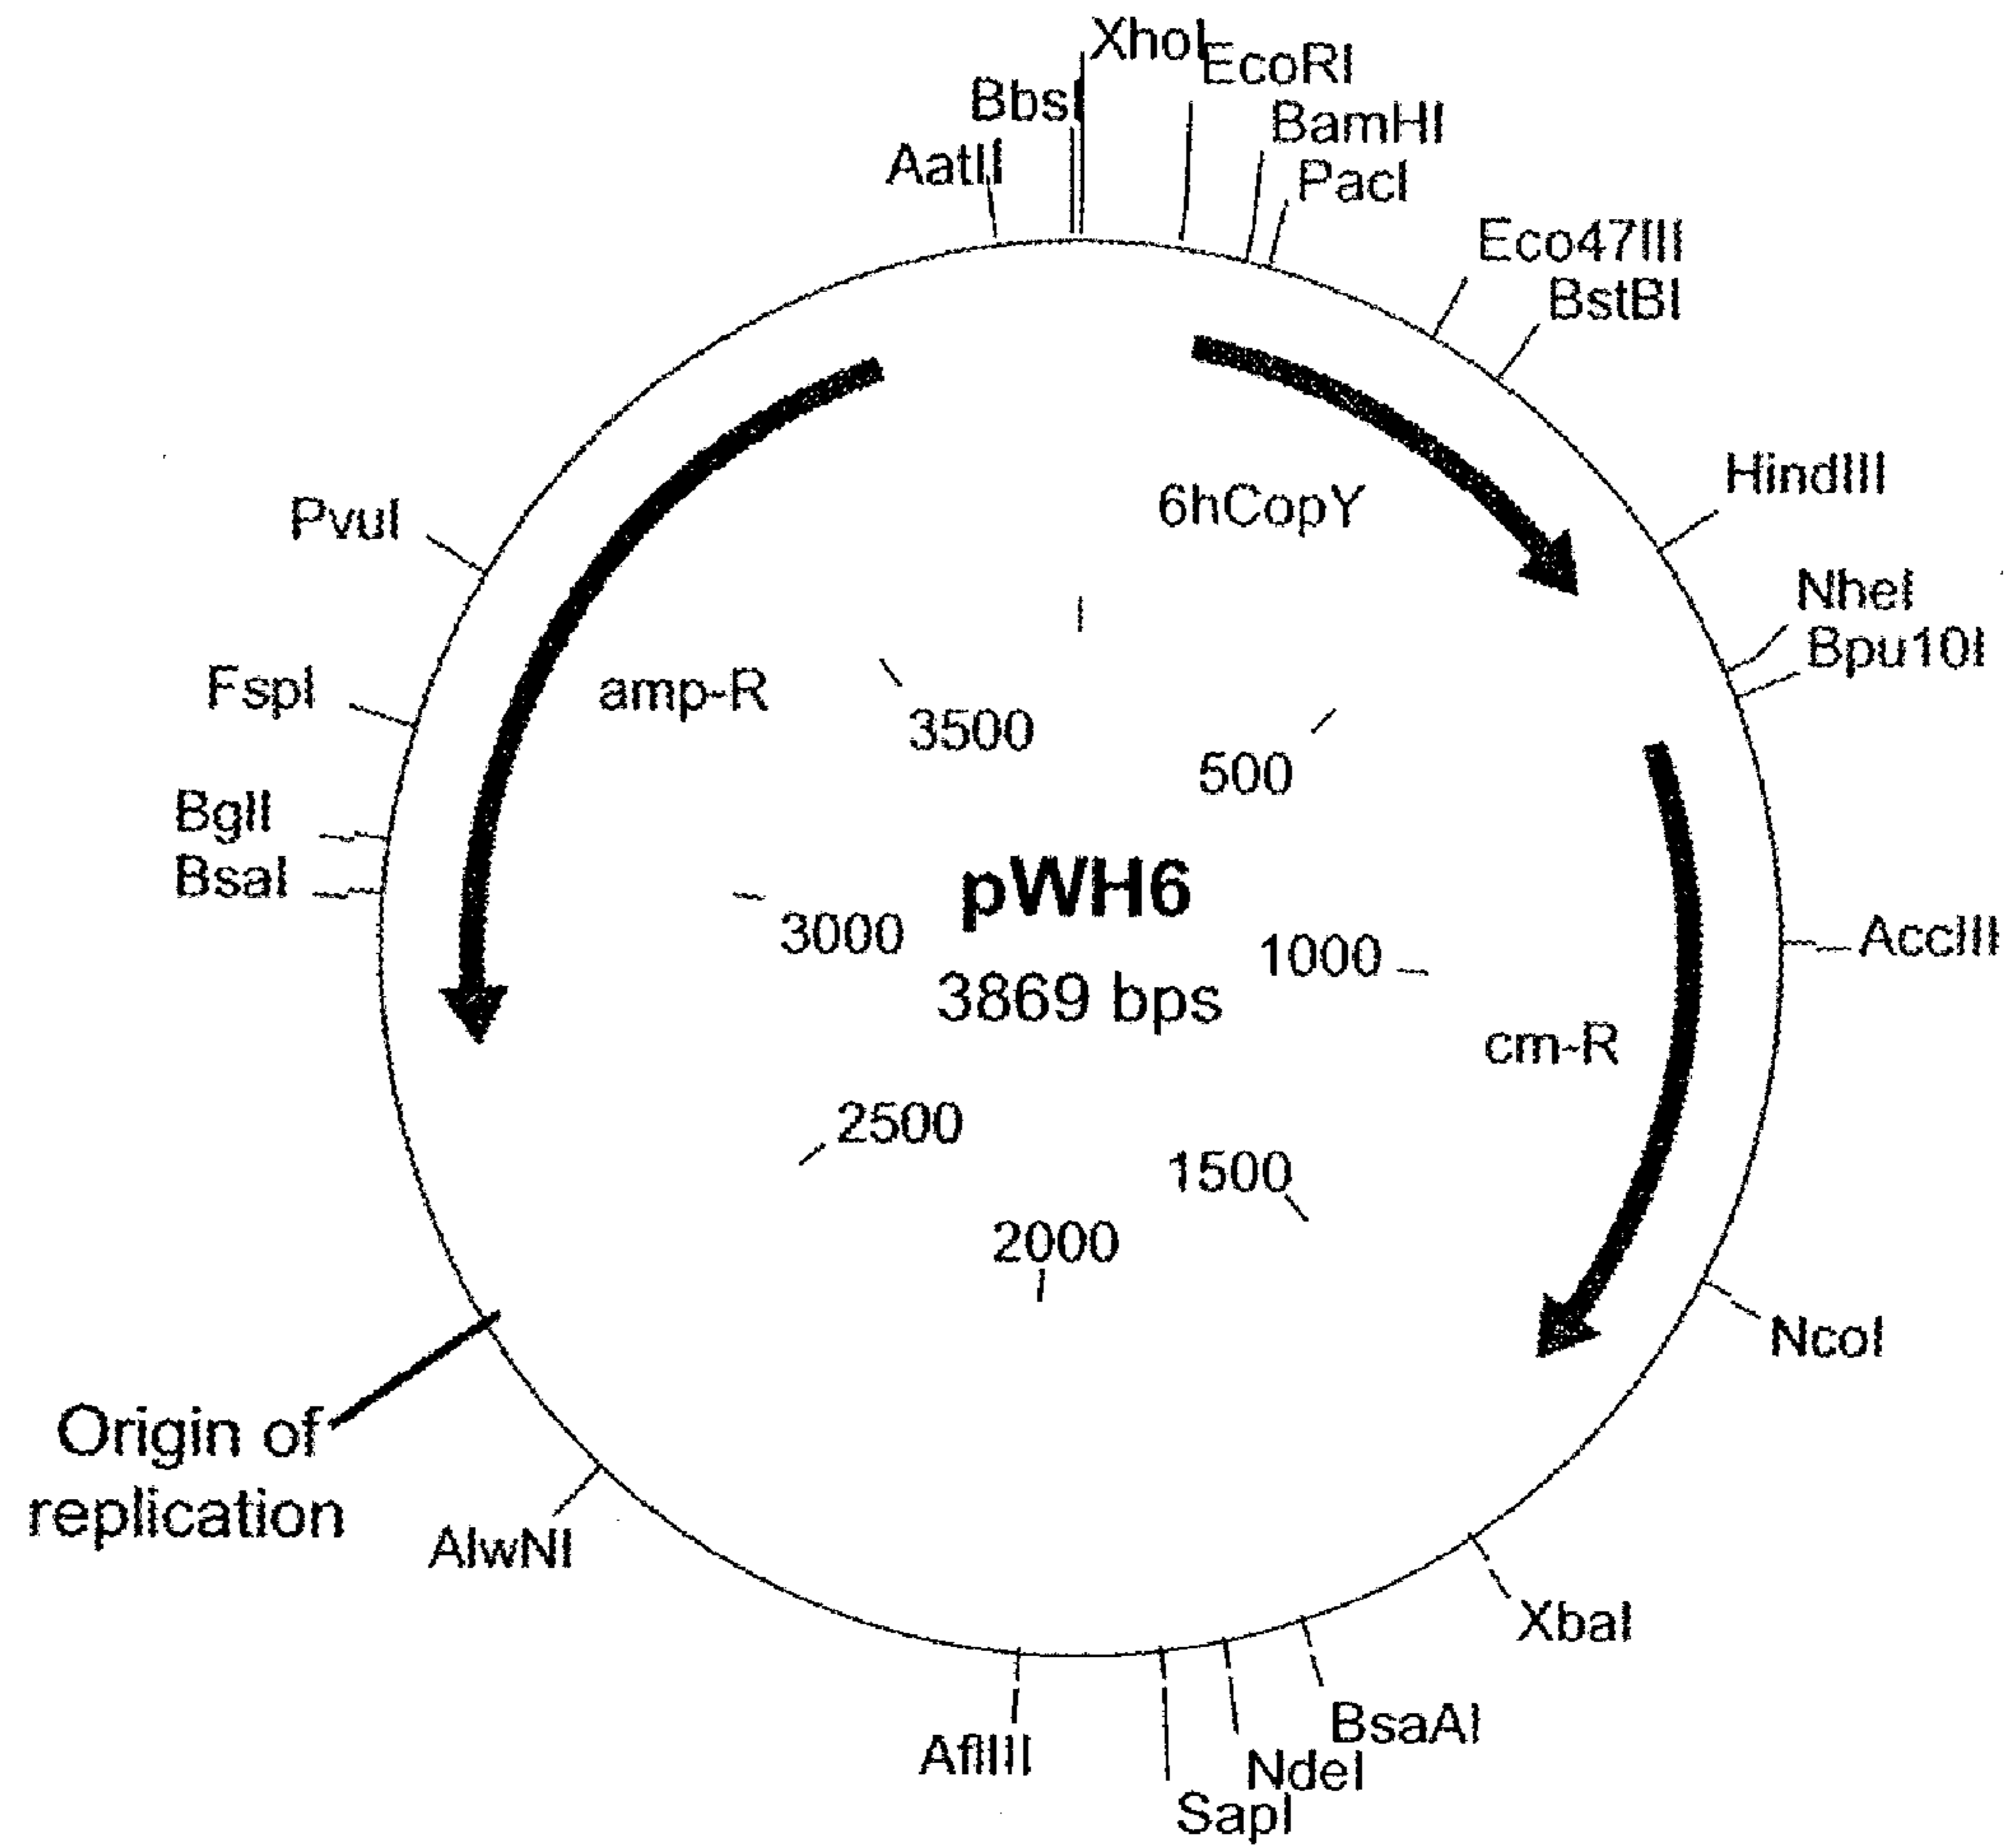 XhoI
EcoRI
BbsI
BamHI
AatII
PacI
Eco47III
BstBI
HindIII
PvuI
6hCopY
NheI
Bpu10I
FspI
amp-R
3500
500
BglI
BsaI
pWH6
3000
1000
AccIII
3869 bps
cm-R
2500
1500
2000
NcoI
Origin of
replication
AlwNI
XbaI
BsaAI
AflIII
NdeI
SapI